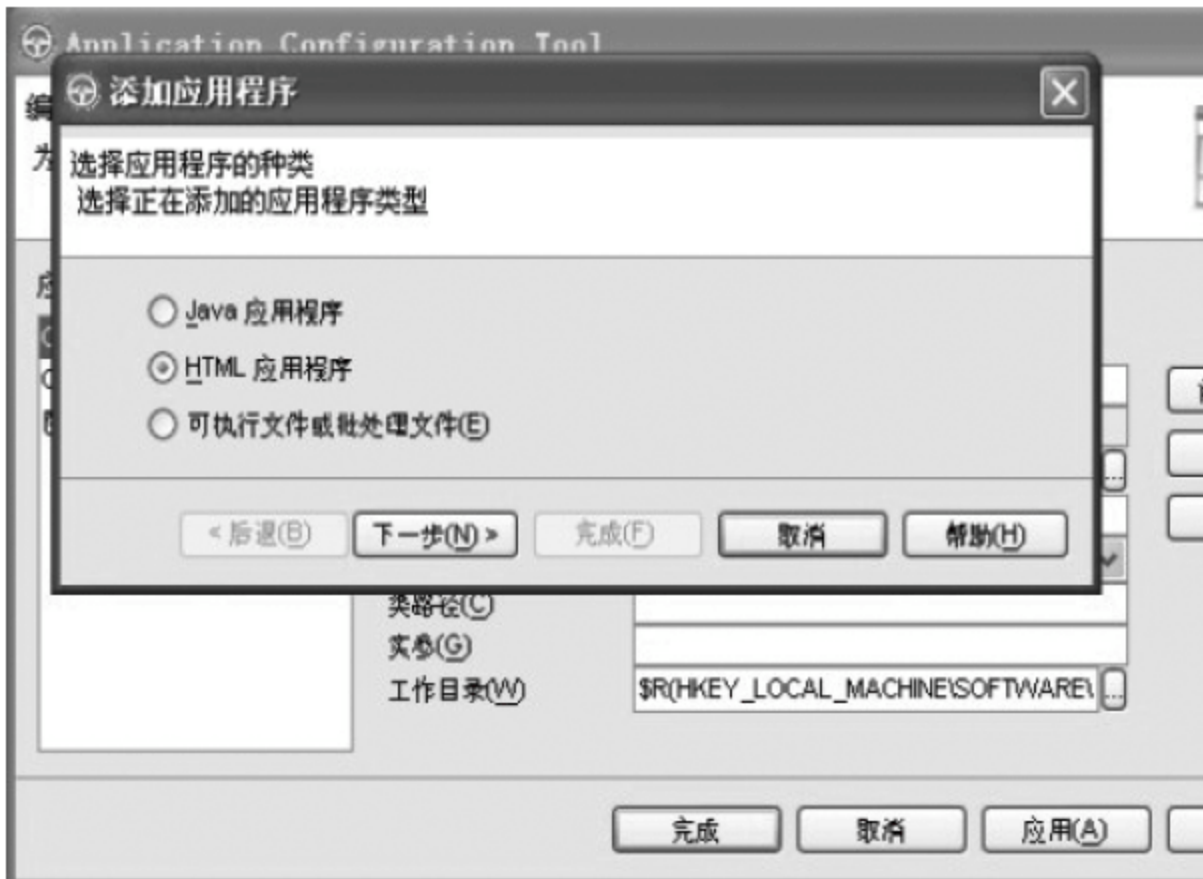 Application Configuration Tool
添加应用程序
选择应用程序的种类
选择正在添加的应用程序类型
Java 应用程序
HTML 应用程序
可执行文件或批处理文件(E)
< 后退(B)
下一步(N) >
完成(F)
取消
帮助(H)
类路径(C)
实参(G)
工作目录(W)
$R(HKEY_LOCAL_MACHINE\SOFTWARE\
...
完成
取消
应用(A)